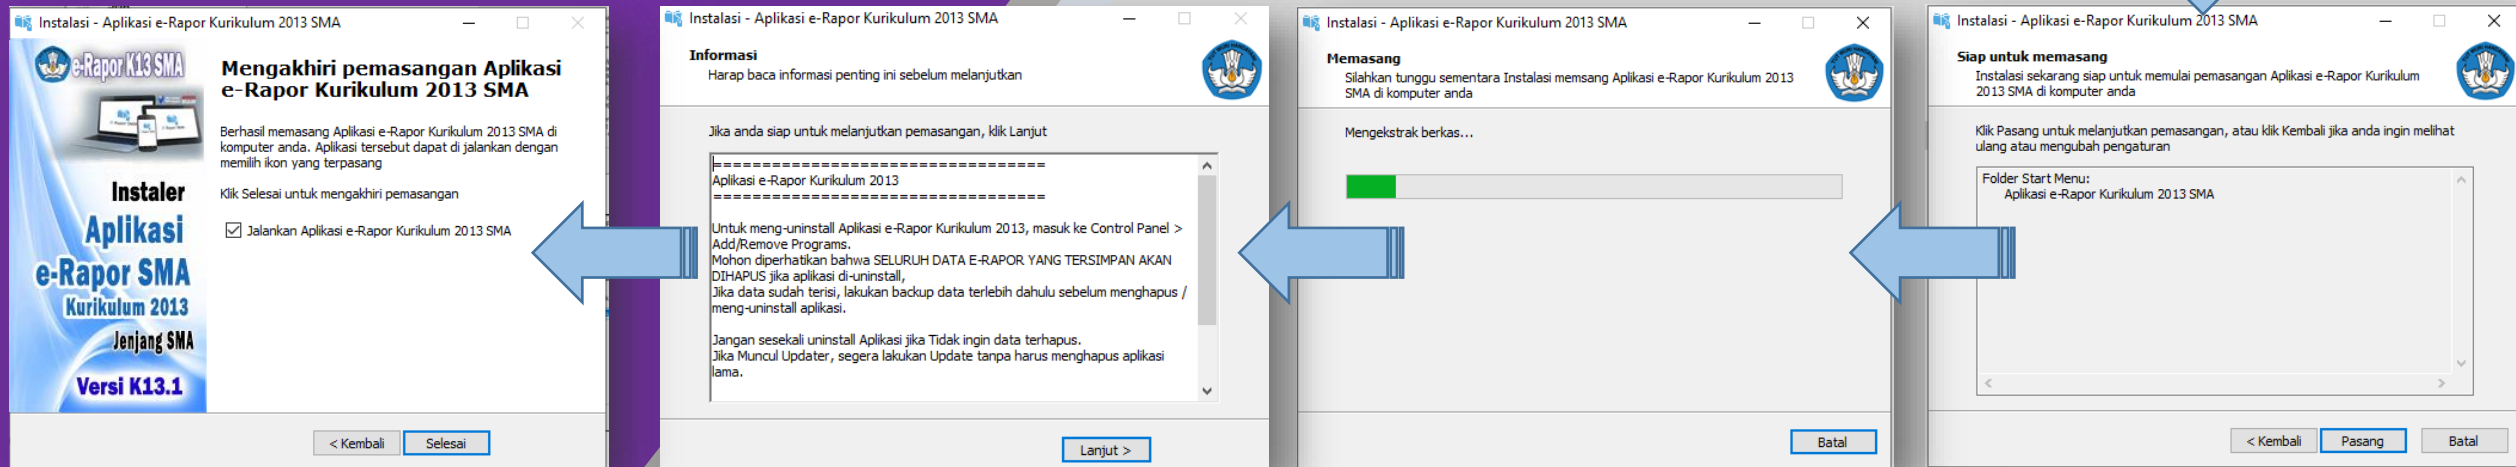 Instalasi - Aplikasi e-Rapor Kurikulum 2013 SMA
e-Rapor K13 SMA
Instaler
Aplikasi
e-Rapor SMA
Kurikulum 2013
Jenjang SMA
Versi K13.1
Mengakhiri pemasangan Aplikasi
e-Rapor Kurikulum 2013 SMA
Berhasil memasang Aplikasi e-Rapor Kurikulum 2013 SMA di
komputer anda. Aplikasi tersebut dapat di jalankan dengan
memilih ikon yang terpasang
Klik Selesai untuk mengakhiri pemasangan
Jalankan Aplikasi e-Rapor Kurikulum 2013 SMA
< Kembali
Selesai
Instalasi - Aplikasi e-Rapor Kurikulum 2013 SMA
Informasi
Harap baca informasi penting ini sebelum melanjutkan
Jika anda siap untuk melanjutkan pemasangan, klik Lanjut
==================================
Aplikasi e-Rapor Kurikulum 2013
==================================
Untuk meng-uninstall Aplikasi e-Rapor Kurikulum 2013, masuk ke Control Panel >
Add/Remove Programs.
Mohon diperhatikan bahwa SELURUH DATA E-RAPOR YANG TERSIMPAN AKAN
DIHAPUS jika aplikasi di-uninstall,
Jika data sudah terisi, lakukan backup data terlebih dahulu sebelum menghapus /
meng-uninstall aplikasi.
Jangan sesekali uninstall Aplikasi jika Tidak ingin data terhapus.
Jika Muncul Updater, segera lakukan Update tanpa harus menghapus aplikasi
lama.
Lanjut >
Instalasi - Aplikasi e-Rapor Kurikulum 2013 SMA
Memasang
Silahkan tunggu sementara Instalasi memsang Aplikasi e-Rapor Kurikulum 2013
SMA di komputer anda
Mengekstrak berkas...
Batal
Instalasi - Aplikasi e-Rapor Kurikulum 2013 SMA
Siap untuk memasang
Instalasi sekarang siap untuk memulai pemasangan Aplikasi e-Rapor Kurikulum
2013 SMA di komputer anda
Klik Pasang untuk melanjutkan pemasangan, atau klik Kembali jika anda ingin melihat
ulang atau mengubah pengaturan
Folder Start Menu:
Aplikasi e-Rapor Kurikulum 2013 SMA
< Kembali
Pasang
Batal